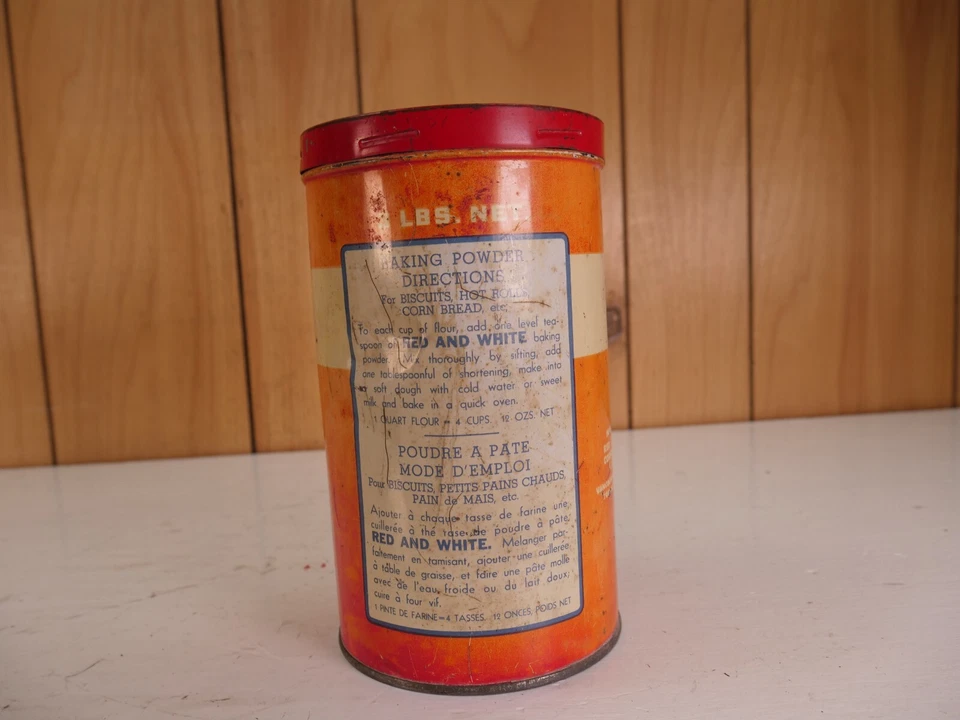 LBS. NET
BAKING POWDER
DIRECTIONS
For BISCUITS, HOT ROLLS,
CORN BREAD, etc.
To each cup of flour, add one level tea-
spoon of RED AND WHITE baking
powder. Mix thoroughly by sifting, add
one tablespoonful of shortening, make into
a soft dough with cold water or sweet
milk and bake in a quick oven.
1 QUART FLOUR = 4 CUPS 12 OZS. NET
POUDRE A PATE
MODE D'EMPLOI
Pour BISCUITS, PETITS PAINS CHAUDS,
PAIN de MAIS, etc.
Ajouter à chaque tasse de farine une
cuillerée à thé rase de poudre à pâte
RED AND WHITE. Melanger par-
faitement en tamisant, ajouter une cuillerée
à table de graisse, et faire une pâte molle
avec de l'eau froide ou du lait doux;
cuire à four vif.
1 PINTE DE FARINE=4 TASSES. 12 ONCES, POIDS NET